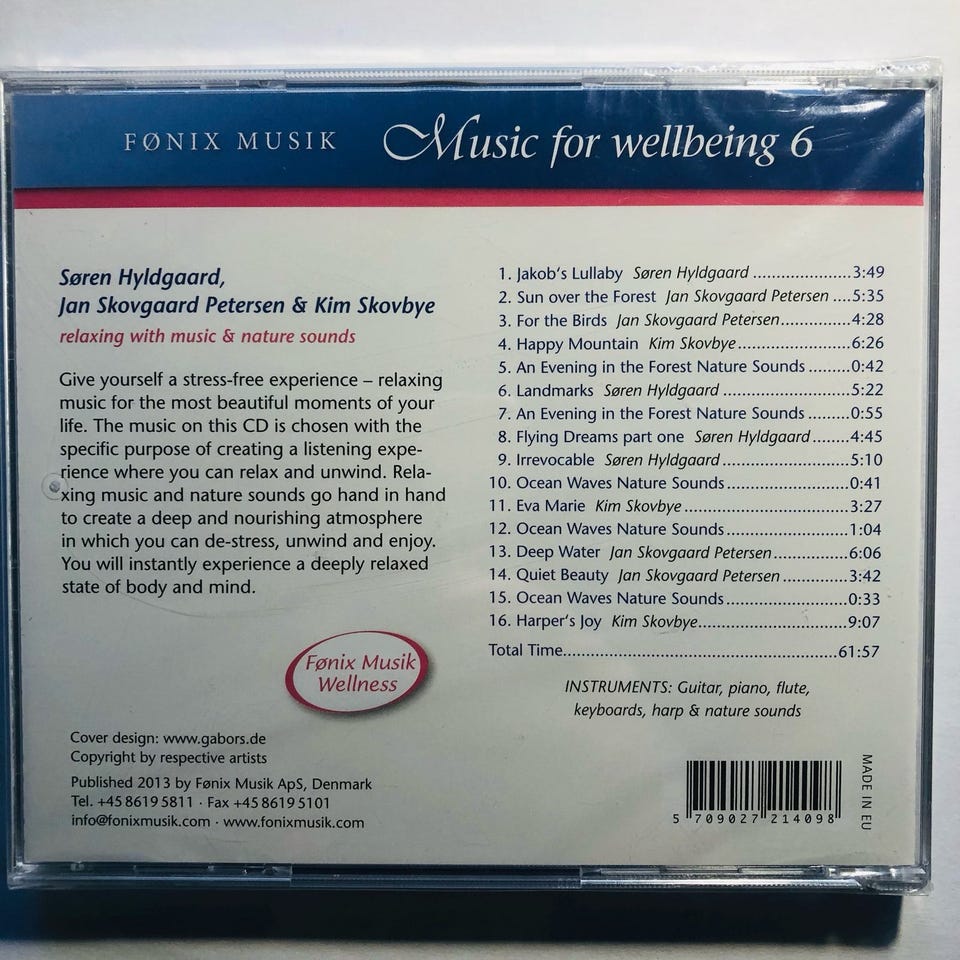 FØNIX MUSIK Music for wellbeing 6
Søren Hyldgaard,
Jan Skovgaard Petersen & Kim Skovbye
relaxing with music & nature sounds
Give yourself a stress-free experience – relaxing
music for the most beautiful moments of your
life. The music on this CD is chosen with the
specific purpose of creating a listening expe-
rience where you can relax and unwind. Rela-
xing music and nature sounds go hand in hand
to create a deep and nourishing atmosphere
in which you can de-stress, unwind and enjoy.
You will instantly experience a deeply relaxed
state of body and mind.
Fønix Musik
Wellness
Cover design: www.gabors.de
Copyright by respective artists
Published 2013 by Fønix Musik ApS, Denmark
Tel. +45 8619 5811 · Fax +45 8619 5101
info@fonixmusik.com · www.fonixmusik.com
1. Jakob's Lullaby Søren Hyldgaard ..................3:49
2. Sun over the Forest Jan Skovgaard Petersen ....5:35
3. For the Birds Jan Skovgaard Petersen.............4:28
4. Happy Mountain Kim Skovbye.....................6:26
5. An Evening in the Forest Nature Sounds ........0:42
6. Landmarks Søren Hyldgaard ........................5:22
7. An Evening in the Forest Nature Sounds ........0:55
8. Flying Dreams part one Søren Hyldgaard.......4:45
9. Irrevocable Søren Hyldgaard........................5:10
10. Ocean Waves Nature Sounds.......................0:41
11. Eva Marie Kim Skovbye...............................3:27
12. Ocean Waves Nature Sounds.......................1:04
13. Deep Water Jan Skovgaard Petersen..............6:06
14. Quiet Beauty Jan Skovgaard Petersen ............3:42
15. Ocean Waves Nature Sounds.......................0:33
16. Harper's Joy Kim Skovbye............................9:07
Total Time....................................................61:57
INSTRUMENTS: Guitar, piano, flute,
keyboards, harp & nature sounds
5 709027 214098
MADE IN EU